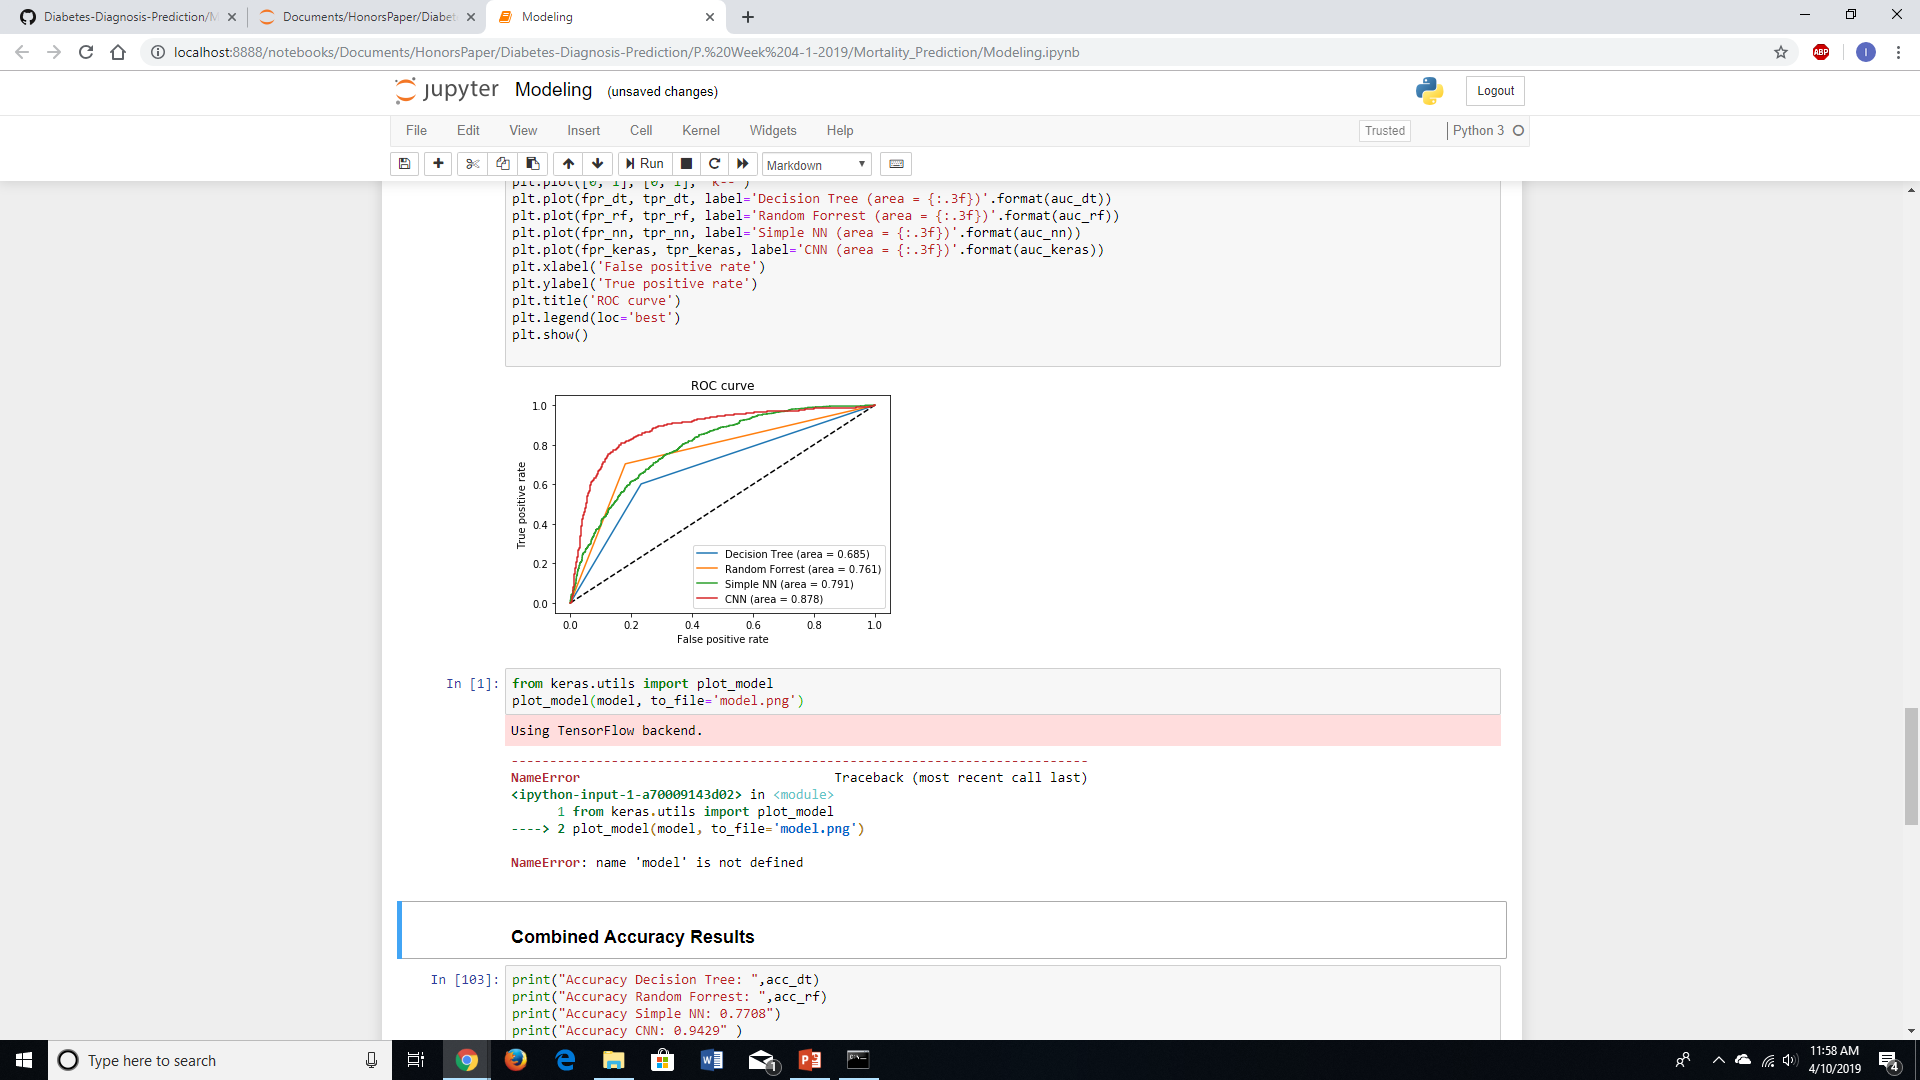 Diabetes-Diagnosis-Prediction/M
Documents/HonorsPaper/Diabet
Modeling
localhost:8888/notebooks/Documents/HonorsPaper/Diabetes-Diagnosis-Prediction/P.%20Week%204-1-2019/Mortality_Prediction/Modeling.ipynb
ABP
I
jupyter Modeling (unsaved changes)
Logout
File Edit View Insert Cell Kernel Widgets Help
Trusted
Python 3
Run
Markdown
plt.plot([0, 1], [0, 1], 'k--')
plt.plot(fpr_dt, tpr_dt, label='Decision Tree (area = {:.3f})'.format(auc_dt))
plt.plot(fpr_rf, tpr_rf, label='Random Forrest (area = {:.3f})'.format(auc_rf))
plt.plot(fpr_nn, tpr_nn, label='Simple NN (area = {:.3f})'.format(auc_nn))
plt.plot(fpr_keras, tpr_keras, label='CNN (area = {:.3f})'.format(auc_keras))
plt.xlabel('False positive rate')
plt.ylabel('True positive rate')
plt.title('ROC curve')
plt.legend(loc='best')
plt.show()
ROC curve
1.0
0.8
0.6
0.4
0.2
0.0
True positive rate
Decision Tree (area = 0.685)
Random Forrest (area = 0.761)
Simple NN (area = 0.791)
CNN (area = 0.878)
0.0 0.2 0.4 0.6 0.8 1.0
False positive rate
In [1]:
from keras.utils import plot_model
plot_model(model, to_file='model.png')
Using TensorFlow backend.
---------------------------------------------------------------------------
NameError Traceback (most recent call last)
<ipython-input-1-a70009143d02> in <module>
1 from keras.utils import plot_model
----> 2 plot_model(model, to_file='model.png')
NameError: name 'model' is not defined
Combined Accuracy Results
In [103]:
print("Accuracy Decision Tree: ",acc_dt)
print("Accuracy Random Forrest: ",acc_rf)
print("Accuracy Simple NN: 0.7708")
print("Accuracy CNN: 0.9429" )
Type here to search
1
11:58 AM
4/10/2019
4